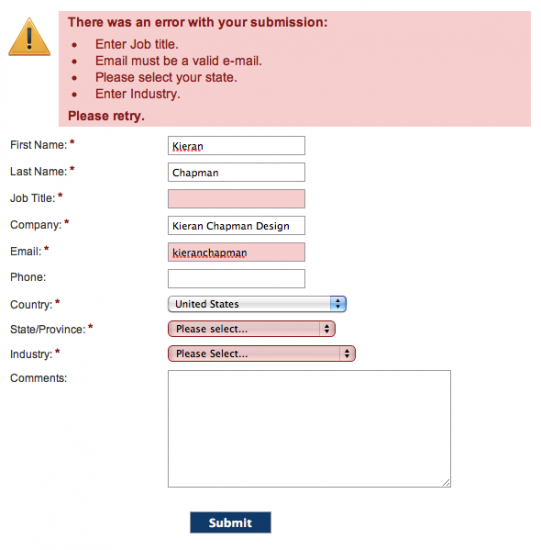 There was an error with your submission:
• Enter Job title.
• Email must be a valid e-mail.
• Please select your state.
• Enter Industry.
Please retry.
First Name: * Kieran
Last Name: * Chapman
Job Title: *
Company: * Kieran Chapman Design
Email: * kieranchapman
Phone:
Country: * United States
State/Province: * Please select...
Industry: * Please Select...
Comments:
Submit